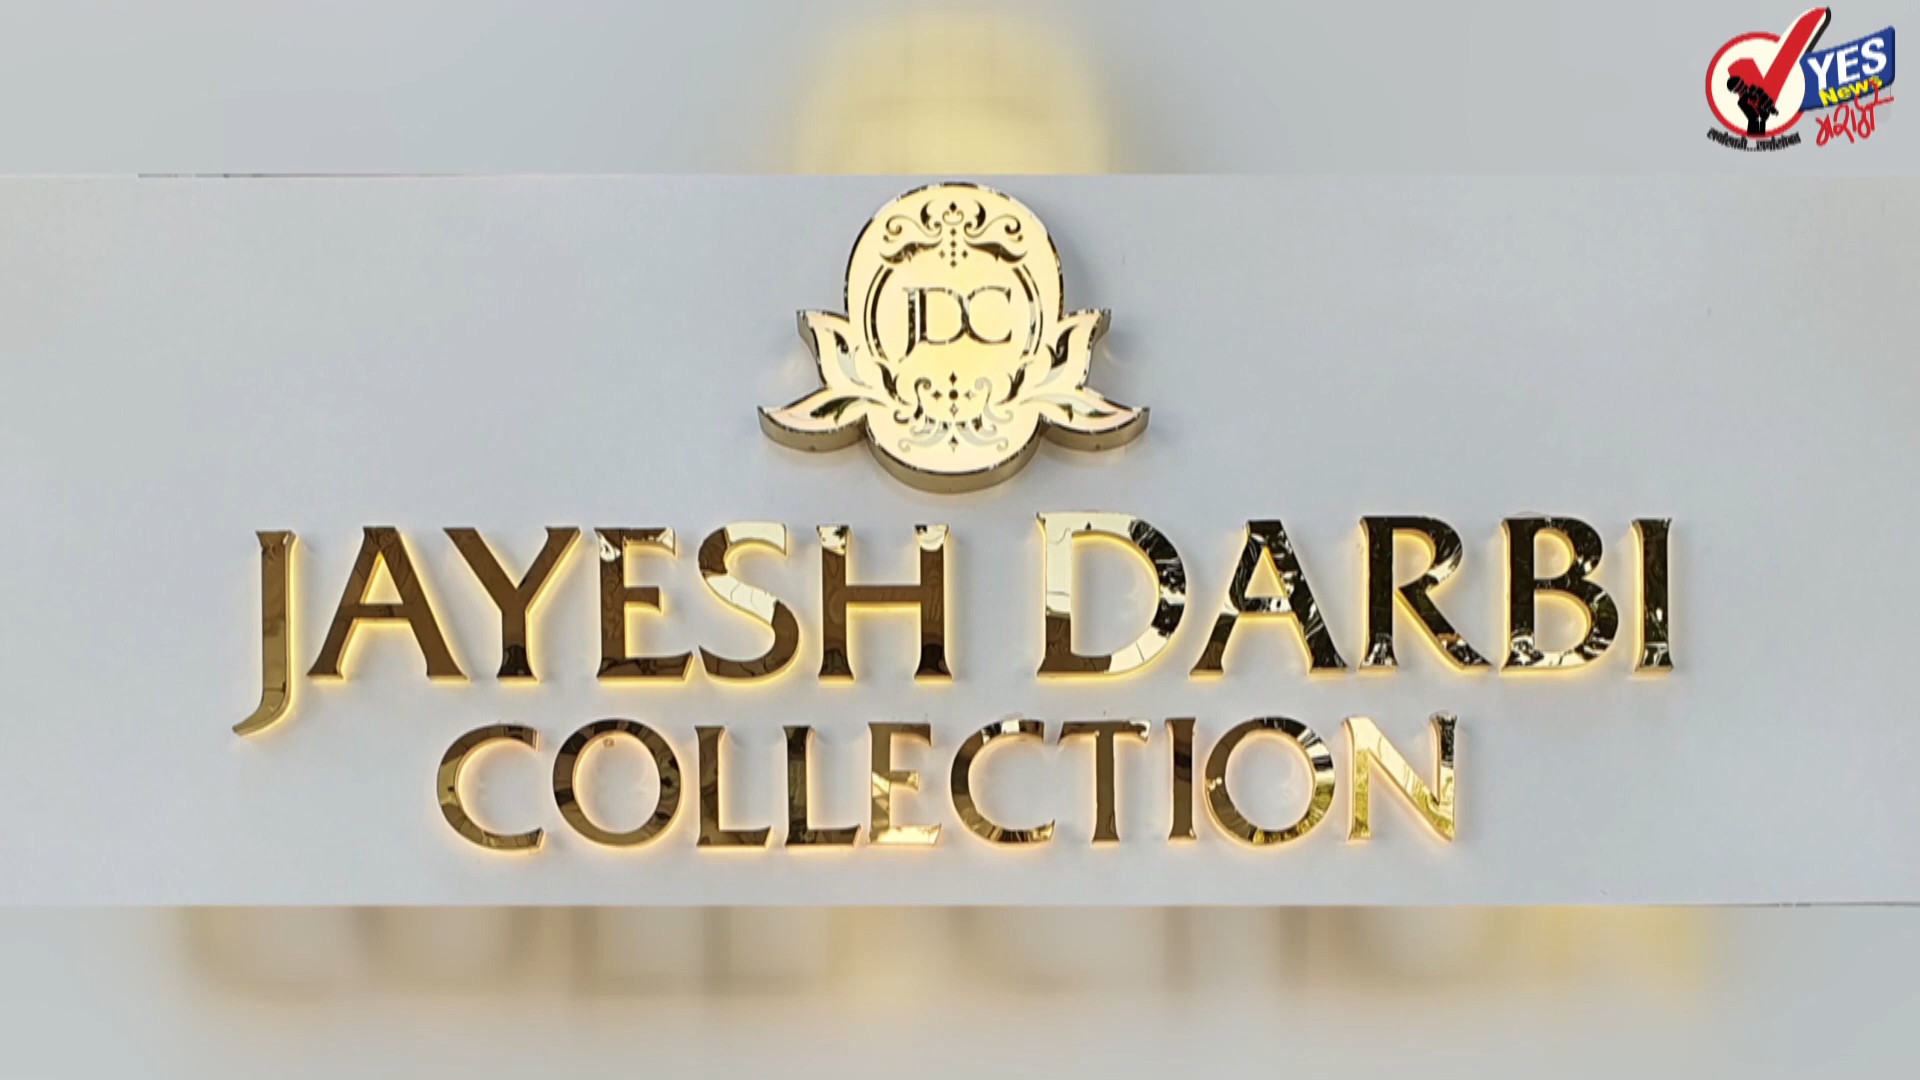 YES
News
मराठी
JDC
JAYESH DARBI
COLLECTION